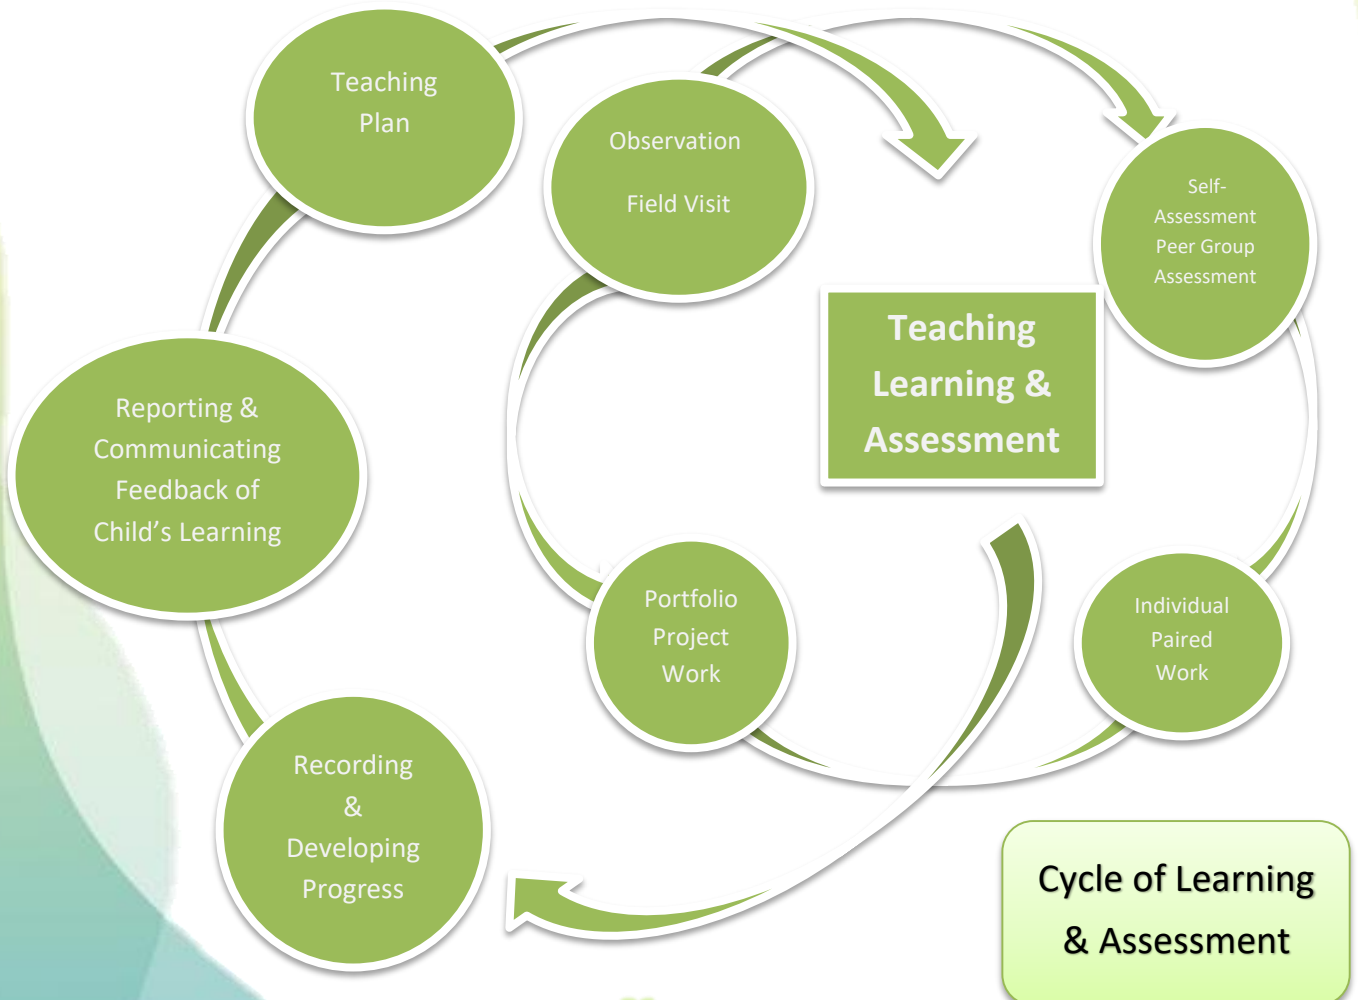 Teaching
Plan
Observation
Field Visit
Self-
Assessment
Peer Group
Assessment
Teaching
Learning &
Assessment
Reporting &
Communicating
Feedback of
Child’s Learning
Portfolio
Project
Work
Individual
Paired
Work
Recording
&
Developing
Progress
Cycle of Learning
& Assessment